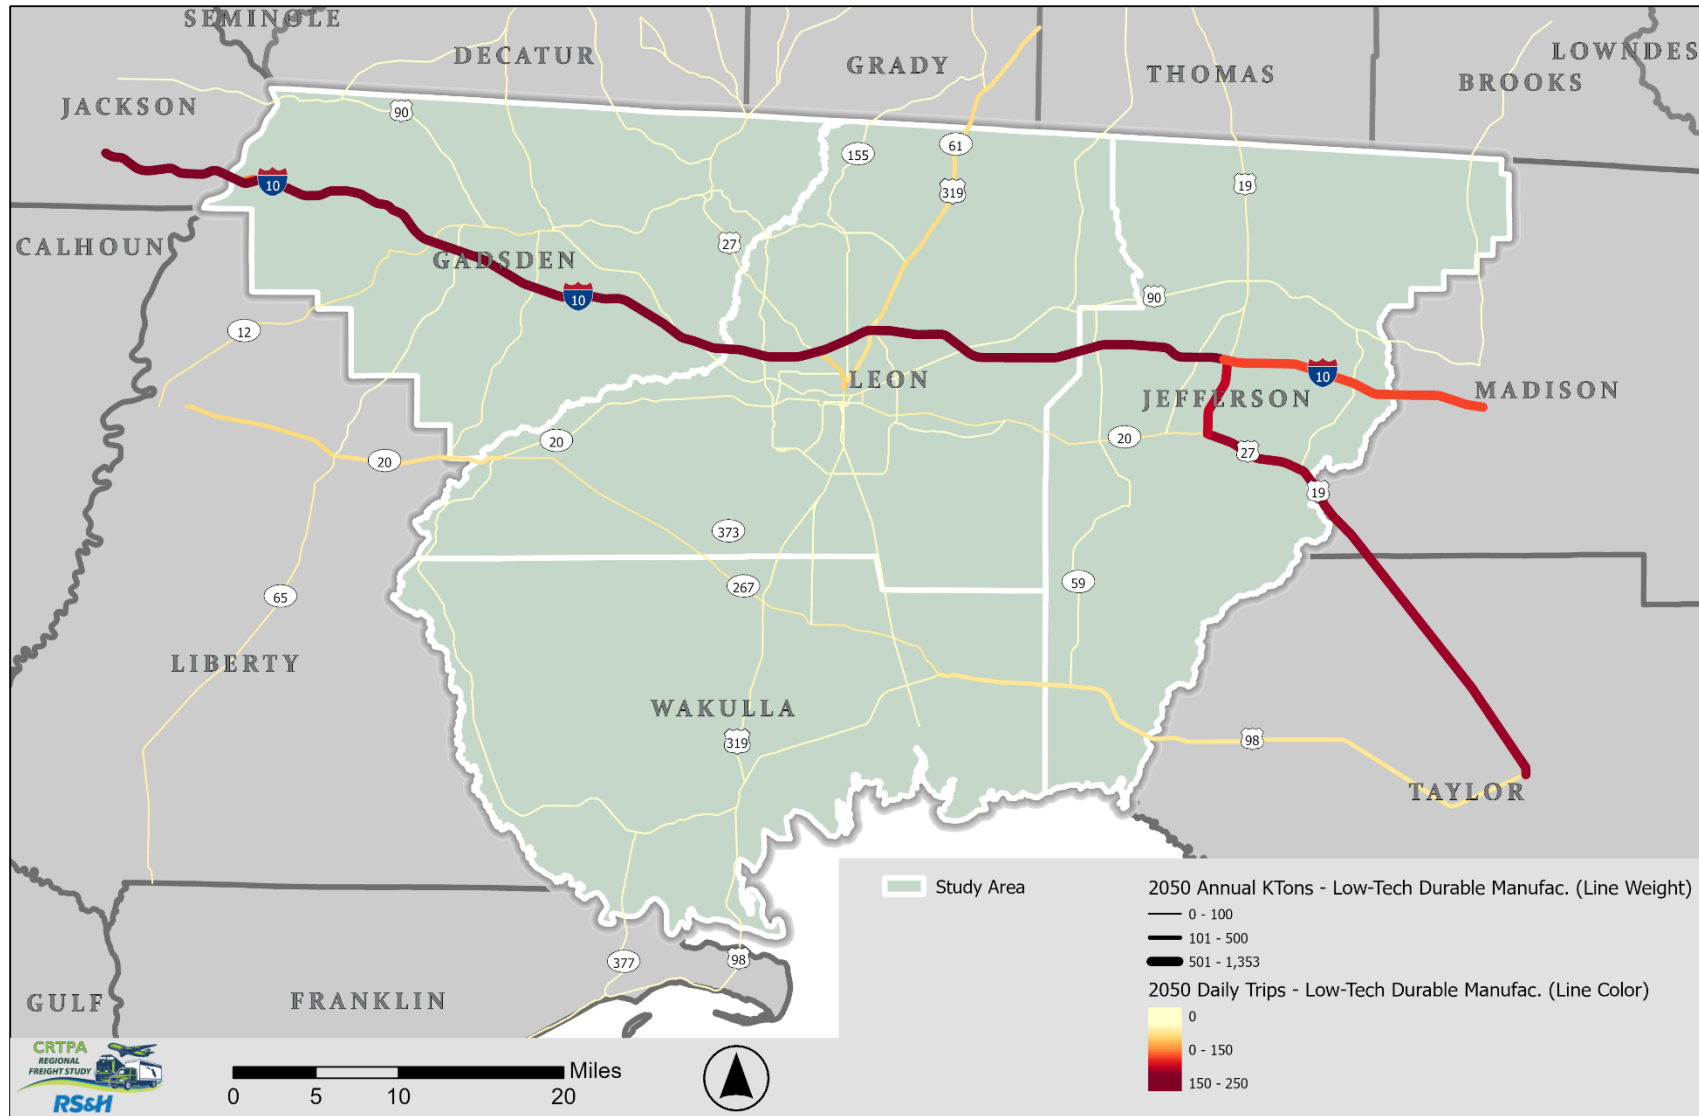 SEMINOLE
DECATUR
GRADY
THOMAS
LOWNDES
BROOKS
JACKSON
90
155
61
10
319
19
CALHOUN
27
GADSDEN
10
90
12
LEON
10
JEFFERSON
MADISON
20
20
20
27
19
373
267
59
65
LIBERTY
WAKULLA
319
98
TAYLOR
377
98
GULF
FRANKLIN
Study Area
2050 Annual KTons - Low-Tech Durable Manufac. (Line Weight)
0 - 100
101 - 500
501 - 1,353
2050 Daily Trips - Low-Tech Durable Manufac. (Line Color)
0
0 - 150
150 - 250
CRTPA
REGIONAL
FREIGHT STUDY
RS&H
Miles
0 5 10 20